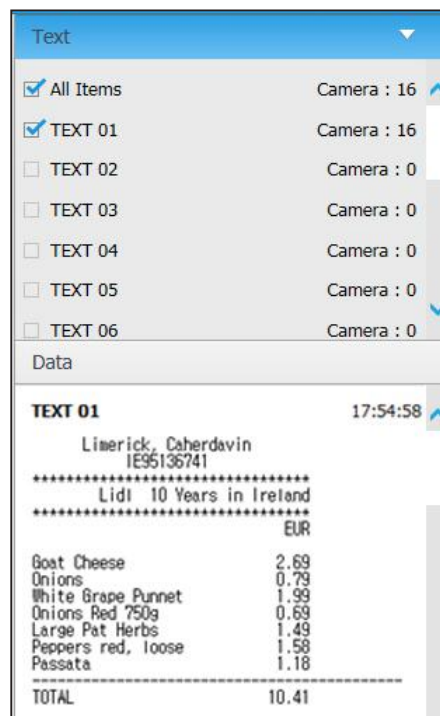 Text
All Items Camera : 16
TEXT 01 Camera : 16
TEXT 02 Camera : 0
TEXT 03 Camera : 0
TEXT 04 Camera : 0
TEXT 05 Camera : 0
TEXT 06 Camera : 0
Data
TEXT 01 17:54:58
Limerick, Caherdavin
IE95136741
*********************************
Lidl 10 Years in Ireland
*********************************
EUR
Goat Cheese 2.69
Onions 0.79
White Grape Punnet 1.99
Onions Red 750g 0.69
Large Pat Herbs 1.49
Peppers red, loose 1.58
Passata 1.18
-----------------------------------------------
TOTAL 10.41